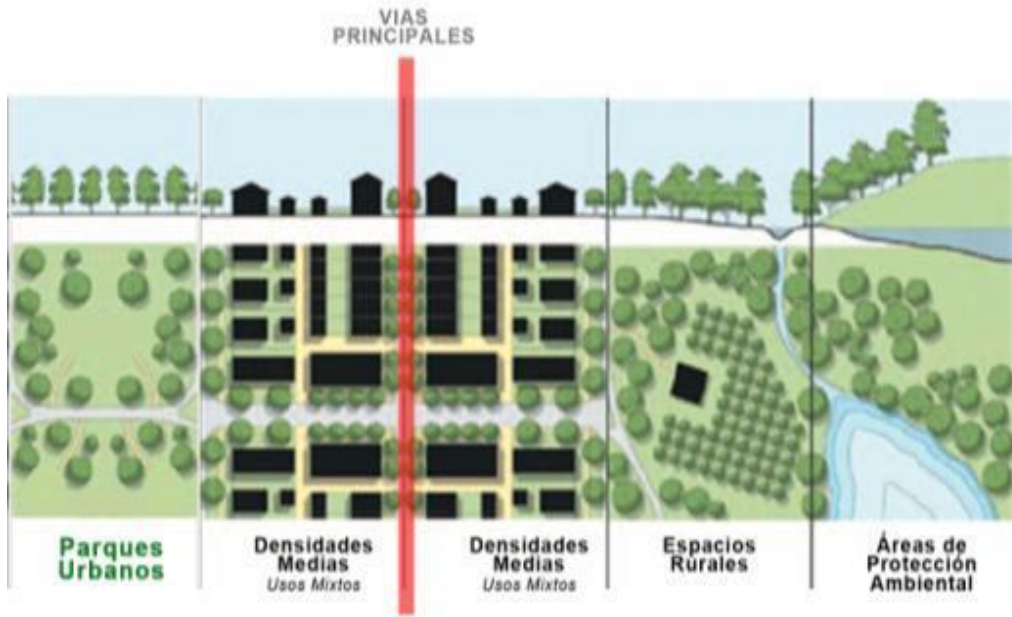 VIAS
PRINCIPALES
Parques
Urbanos
Densidades
Medias
Usos Mixtos
Densidades
Medias
Usos Mixtos
Espacios
Rurales
Áreas de
Protección
Ambiental